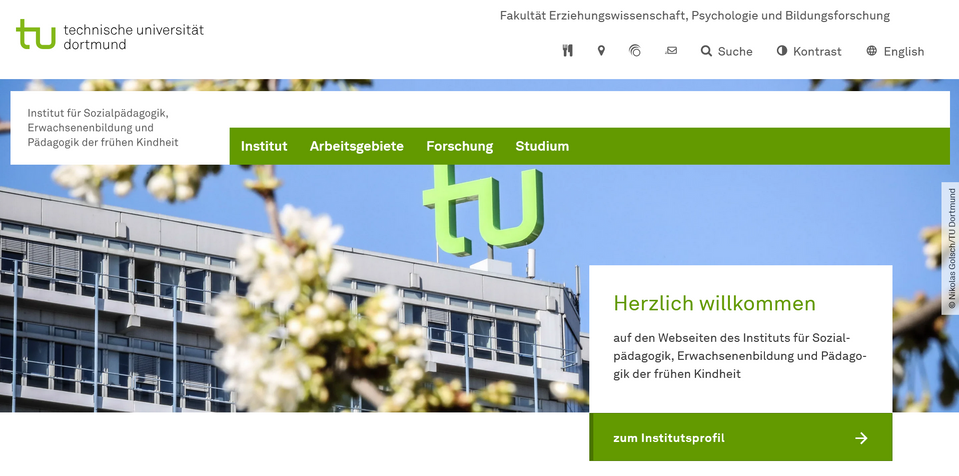 technische universität
dortmund
Fakultät Erziehungswissenschaft, Psychologie und Bildungsforschung
Suche
Kontrast
English
Institut für Sozialpädagogik,
Erwachsenenbildung und
Pädagogik der frühen Kindheit
Institut
Arbeitsgebiete
Forschung
Studium
tu
© Nikolas Golsch/TU Dortmund
Herzlich willkommen
auf den Webseiten des Instituts für Sozial-
pädagogik, Erwachsenenbildung und Pädago-
gik der frühen Kindheit
zum Institutsprofil